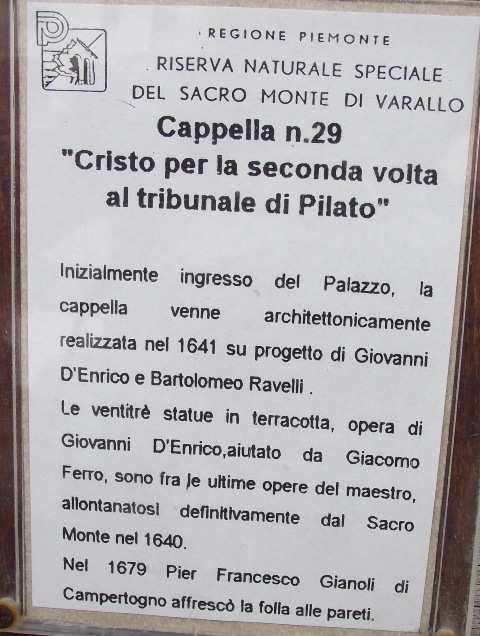 REGIONE PIEMONTE
RISERVA NATURALE SPECIALE
DEL SACRO MONTE DI VARALLO
Cappella n.29
"Cristo per la seconda volta
al tribunale di Pilato"
Inizialmente ingresso del Palazzo, la
cappella venne architettonicamente
realizzata nel 1641 su progetto di Giovanni
D'Enrico e Bartolomeo Ravelli .
Le ventitrè statue in terracotta, opera di
Giovanni D'Enrico,aiutato da Giacomo
Ferro, sono fra le ultime opere del maestro,
allontanatosi definitivamente dal Sacro
Monte nel 1640.
Nel 1679 Pier Francesco Gianoli di
Campertogno affrescò la folla alle pareti.